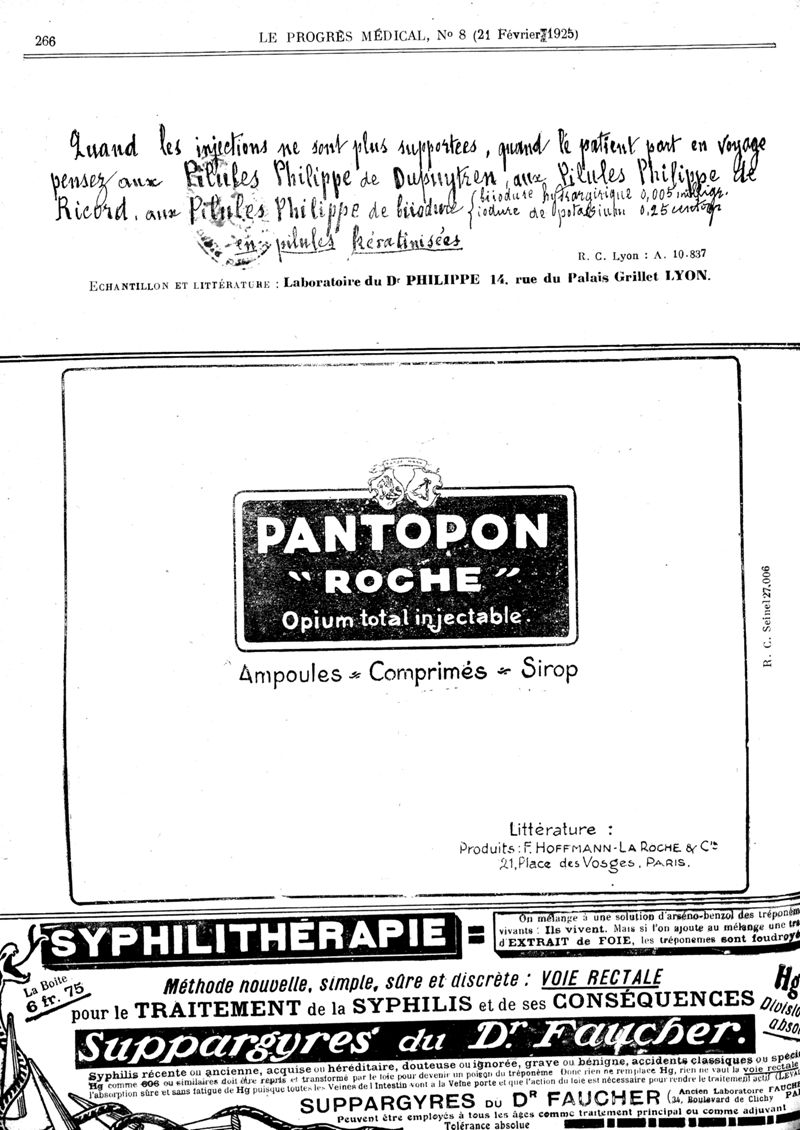 266
LE PROGRÈS MÉDICAL, No 8 (21 Février 1925)
Quand les injections ne sont plus supportées, quand le patient part en voyage
pensez aux Pilules Philippe de Dupuytren, aux Pilules Philippe de
Ricord, aux Pilules Philippe de biiodure { biiodure hydrargirique 0,005 milligr.
iodure de potassium 0,25 centigr
en pilules kératinisées
R. C. Lyon : A. 10.837
ECHANTILLON ET LITTÉRATURE : Laboratoire du Dr PHILIPPE 14, rue du Palais Grillet LYON.
PANTOPON
"ROCHE"
Opium total injectable.
Ampoules Comprimés Sirop
R. C. Seine 27.006
Littérature :
Produits : F. HOFFMANN-LA ROCHE & Cie
21, Place des Vosges. PARIS.
SYPHILITHÉRAPIE =
On mélange à une solution d'arséno-benzol des tréponèm
vivants : Ils vivent. Mais si l'on ajoute au mélange une tra
d'EXTRAIT de FOIE, les tréponemes sont foudroyé
La Boîte
6 fr. 75
Méthode nouvelle, simple, sûre et discrète : VOIE RECTALE
pour le TRAITEMENT de la SYPHILIS et de ses CONSÉQUENCES
Hg
Division
abso
Suppargyres du Dr Faucher.
Syphilis récente ou ancienne, acquise ou héréditaire, douteuse ou ignorée, grave ou bénigne, accidents classiques ou spéci
Hg comme 606 ou similaires doit être repris et transformé par le foie pour devenir un poison du tréponème Donc rien ne remplace Hg, rien ne vaut la voie rectale
l'absorption sûre et sans fatigue de Hg puisque toutes les Veines de l'Intestin vont à la Veine porte et que l'action du foie est nécessaire pour rendre le traitement actif (LEVA
SUPPARGYRES DU DR FAUCHER (Ancien Laboratoire FAUCHE
34, Boulevard de Clichy PA
Peuvent être employés à tous les âges comme traitement principal ou comme adjuvant
Tolérance absolue